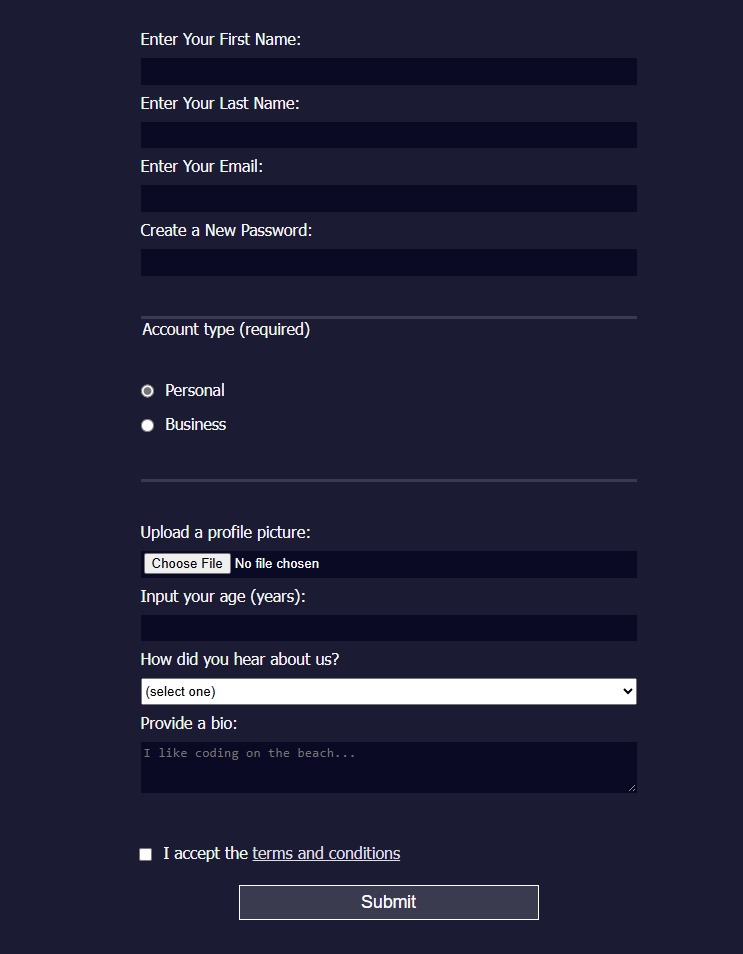 Enter Your First Name:
Enter Your Last Name:
Enter Your Email:
Create a New Password:
Account type (required)
Personal
Business
Upload a profile picture:
Choose File No file chosen
Input your age (years):
How did you hear about us?
(select one)
Provide a bio:
I like coding on the beach...
I accept the terms and conditions
Submit